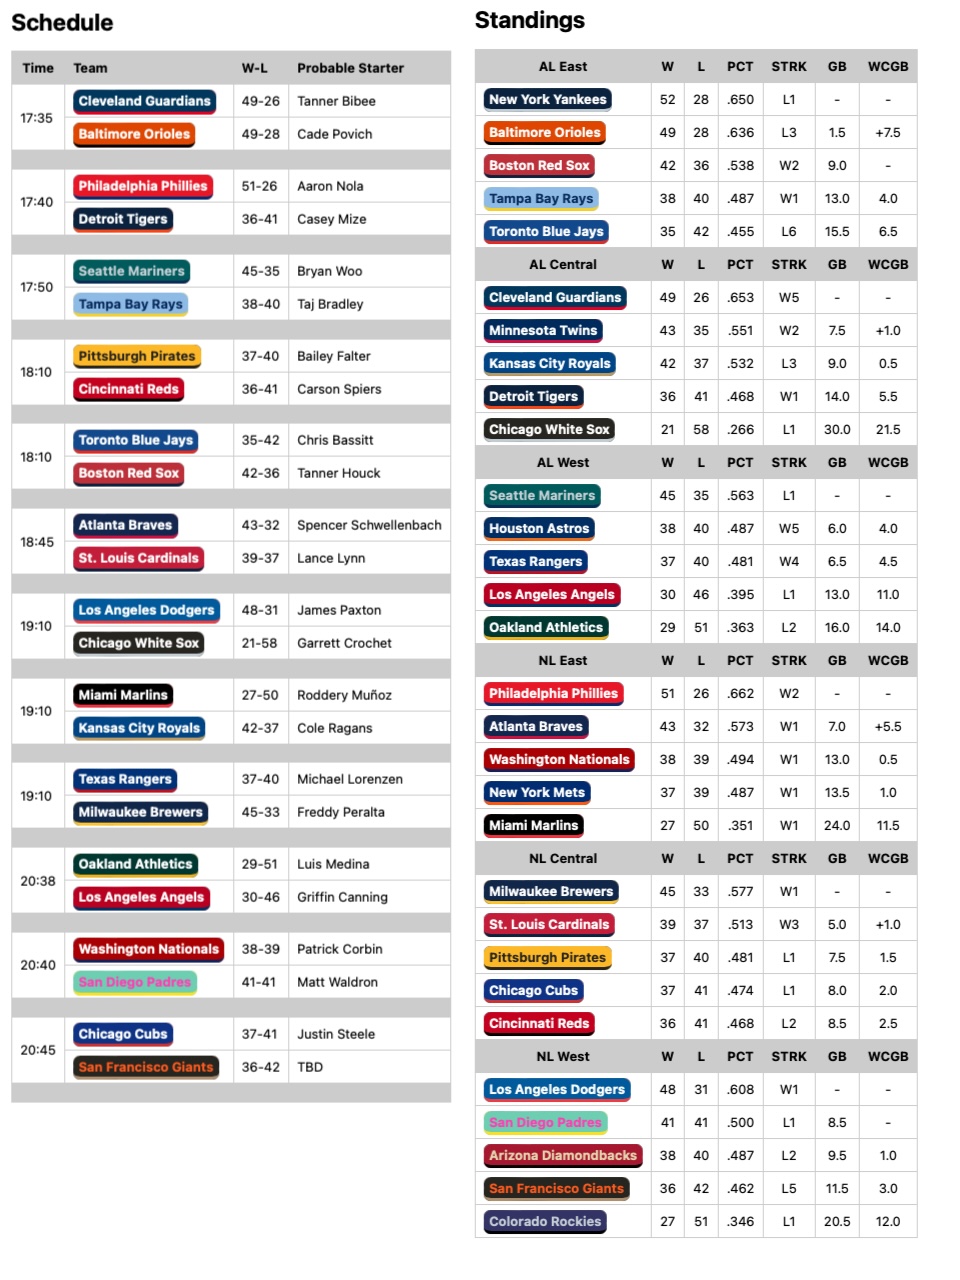 Schedule
Time Team W-L Probable Starter
17:35
Cleveland Guardians 49-26 Tanner Bibee
Baltimore Orioles 49-28 Cade Povich
17:40
Philadelphia Phillies 51-26 Aaron Nola
Detroit Tigers 36-41 Casey Mize
17:50
Seattle Mariners 45-35 Bryan Woo
Tampa Bay Rays 38-40 Taj Bradley
18:10
Pittsburgh Pirates 37-40 Bailey Falter
Cincinnati Reds 36-41 Carson Spiers
18:10
Toronto Blue Jays 35-42 Chris Bassitt
Boston Red Sox 42-36 Tanner Houck
18:45
Atlanta Braves 43-32 Spencer Schwellenbach
St. Louis Cardinals 39-37 Lance Lynn
19:10
Los Angeles Dodgers 48-31 James Paxton
Chicago White Sox 21-58 Garrett Crochet
19:10
Miami Marlins 27-50 Roddery Muñoz
Kansas City Royals 42-37 Cole Ragans
19:10
Texas Rangers 37-40 Michael Lorenzen
Milwaukee Brewers 45-33 Freddy Peralta
20:38
Oakland Athletics 29-51 Luis Medina
Los Angeles Angels 30-46 Griffin Canning
20:40
Washington Nationals 38-39 Patrick Corbin
San Diego Padres 41-41 Matt Waldron
20:45
Chicago Cubs 37-41 Justin Steele
San Francisco Giants 36-42 TBD
Standings
AL East W L PCT STRK GB WCGB
New York Yankees 52 28 .650 L1 - -
Baltimore Orioles 49 28 .636 L3 1.5 +7.5
Boston Red Sox 42 36 .538 W2 9.0 -
Tampa Bay Rays 38 40 .487 W1 13.0 4.0
Toronto Blue Jays 35 42 .455 L6 15.5 6.5
AL Central W L PCT STRK GB WCGB
Cleveland Guardians 49 26 .653 W5 - -
Minnesota Twins 43 35 .551 W2 7.5 +1.0
Kansas City Royals 42 37 .532 L3 9.0 0.5
Detroit Tigers 36 41 .468 W1 14.0 5.5
Chicago White Sox 21 58 .266 L1 30.0 21.5
AL West W L PCT STRK GB WCGB
Seattle Mariners 45 35 .563 L1 - -
Houston Astros 38 40 .487 W5 6.0 4.0
Texas Rangers 37 40 .481 W4 6.5 4.5
Los Angeles Angels 30 46 .395 L1 13.0 11.0
Oakland Athletics 29 51 .363 L2 16.0 14.0
NL East W L PCT STRK GB WCGB
Philadelphia Phillies 51 26 .662 W2 - -
Atlanta Braves 43 32 .573 W1 7.0 +5.5
Washington Nationals 38 39 .494 W1 13.0 0.5
New York Mets 37 39 .487 W1 13.5 1.0
Miami Marlins 27 50 .351 W1 24.0 11.5
NL Central W L PCT STRK GB WCGB
Milwaukee Brewers 45 33 .577 W1 - -
St. Louis Cardinals 39 37 .513 W3 5.0 +1.0
Pittsburgh Pirates 37 40 .481 L1 7.5 1.5
Chicago Cubs 37 41 .474 L1 8.0 2.0
Cincinnati Reds 36 41 .468 L2 8.5 2.5
NL West W L PCT STRK GB WCGB
Los Angeles Dodgers 48 31 .608 W1 - -
San Diego Padres 41 41 .500 L1 8.5 -
Arizona Diamondbacks 38 40 .487 L2 9.5 1.0
San Francisco Giants 36 42 .462 L5 11.5 3.0
Colorado Rockies 27 51 .346 L1 20.5 12.0